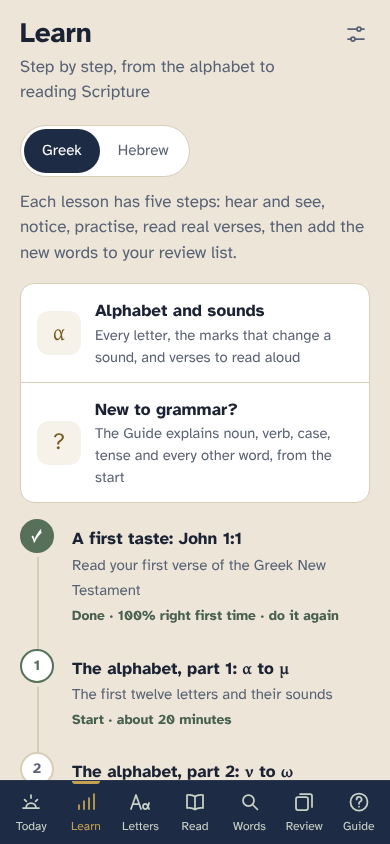 Learn
Step by step, from the alphabet to
reading Scripture
Greek
Hebrew
Each lesson has five steps: hear and see,
notice, practise, read real verses, then add the
new words to your review list.
α
Alphabet and sounds
Every letter, the marks that change a
sound, and verses to read aloud
?
New to grammar?
The Guide explains noun, verb, case,
tense and every other word, from the
start
✓
A first taste: John 1:1
Read your first verse of the Greek New
Testament
Done · 100% right first time · do it again
1
The alphabet, part 1: α to μ
The first twelve letters and their sounds
Start · about 20 minutes
2
The alphabet, part 2: ν to ω
Today
Learn
Aα
Letters
Read
Words
Review
?
Guide